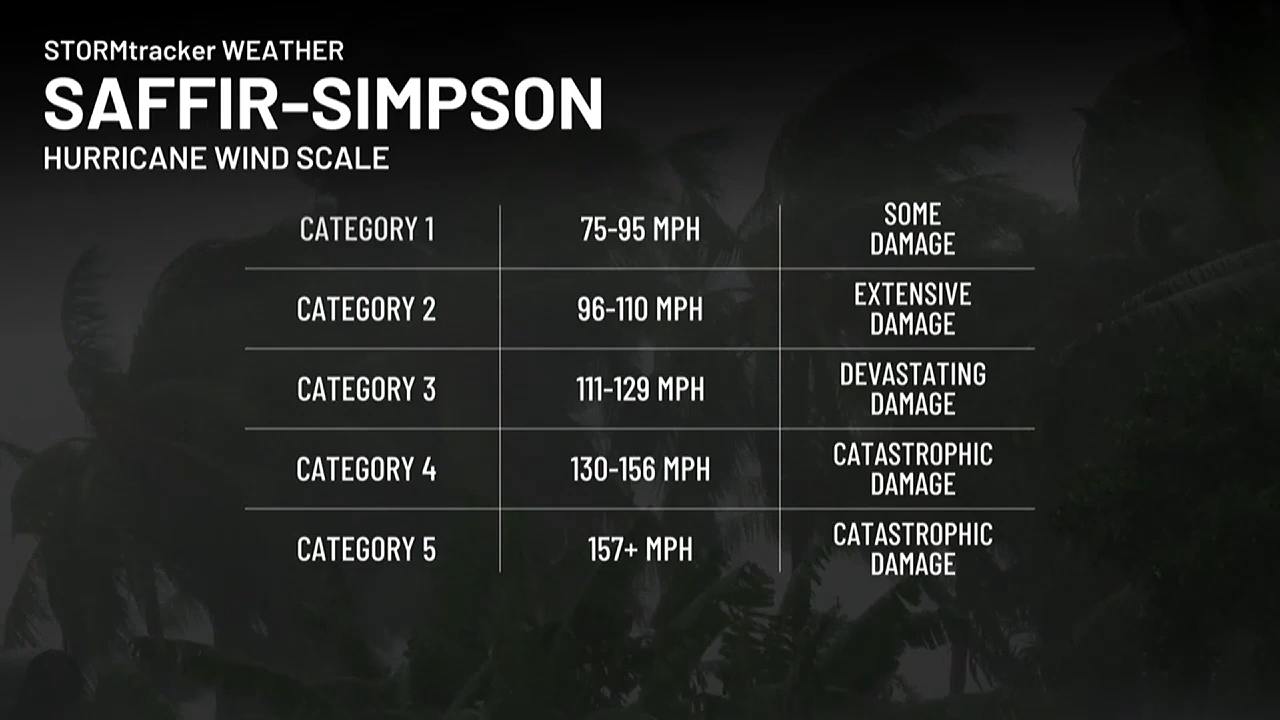 STORMtracker WEATHER
SAFFIR-SIMPSON
HURRICANE WIND SCALE
CATEGORY 1
75-95 MPH
SOME
DAMAGE
CATEGORY 2
96-110 MPH
EXTENSIVE
DAMAGE
CATEGORY 3
111-129 MPH
DEVASTATING
DAMAGE
CATEGORY 4
130-156 MPH
CATASTROPHIC
DAMAGE
CATEGORY 5
157+ MPH
CATASTROPHIC
DAMAGE